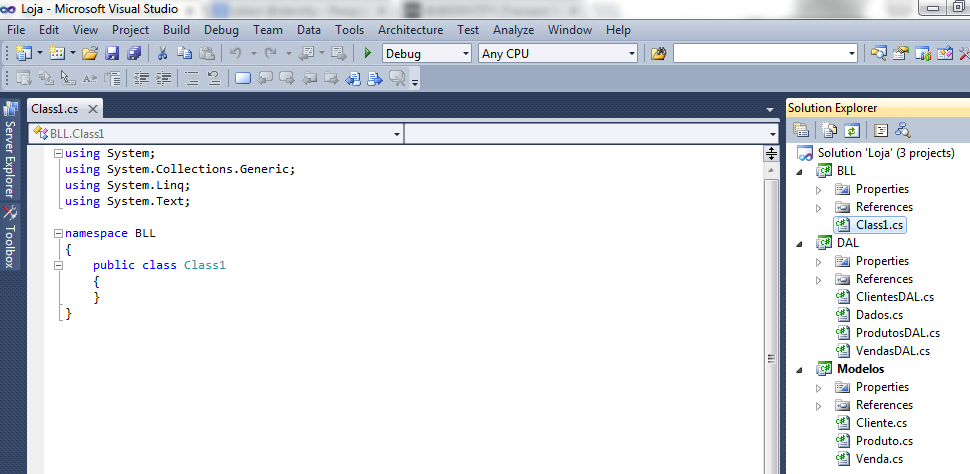 Loja - Microsoft Visual Studio
File Edit View Project Build Debug Team Data Tools Architecture Test Analyze Window Help
Debug Any CPU
Class1.cs
BLL.Class1
Server Explorer
Toolbox
using System;
using System.Collections.Generic;
using System.Linq;
using System.Text;
namespace BLL
{
public class Class1
{
}
}
Solution Explorer
Solution 'Loja' (3 projects)
BLL
Properties
References
Class1.cs
DAL
Properties
References
ClientesDAL.cs
Dados.cs
ProdutosDAL.cs
VendasDAL.cs
Modelos
Properties
References
Cliente.cs
Produto.cs
Venda.cs